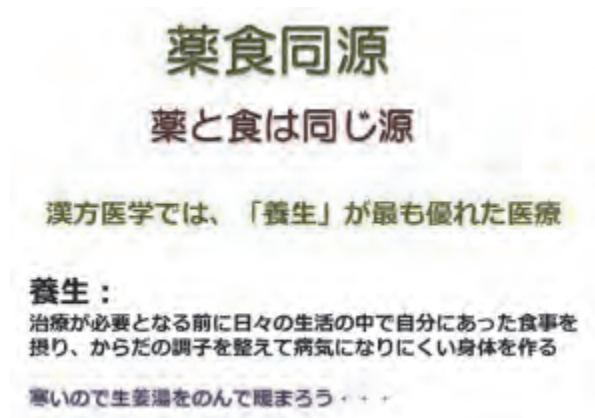 薬食同源
薬と食は同じ源
漢方医学では、「養生」が最も優れた医療
養生：
治療が必要となる前に日々の生活の中で自分にあった食事を
摂り、からだの調子を整えて病気になりにくい身体を作る
寒いので生姜湯をのんで暖まろう・・・